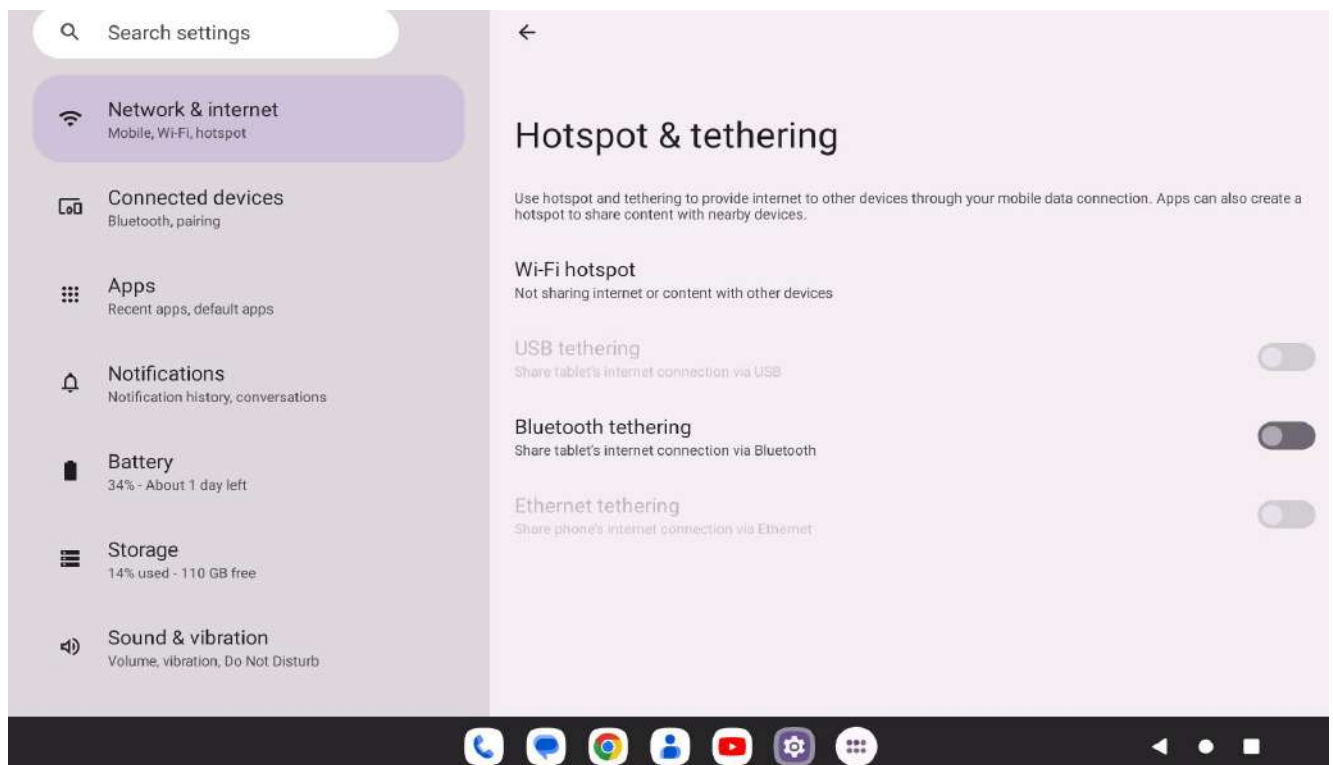 Search settings
Network & internet
Mobile, Wi-Fi, hotspot
Connected devices
Bluetooth, pairing
Apps
Recent apps, default apps
Notifications
Notification history, conversations
Battery
34% - About 1 day left
Storage
14% used - 110 GB free
Sound & vibration
Volume, vibration, Do Not Disturb
Hotspot & tethering
Use hotspot and tethering to provide internet to other devices through your mobile data connection. Apps can also create a
hotspot to share content with nearby devices.
Wi-Fi hotspot
Not sharing internet or content with other devices
USB tethering
Share tablet's internet connection via USB
Bluetooth tethering
Share tablet's internet connection via Bluetooth
Ethernet tethering
Share phone's internet connection via Ethernet